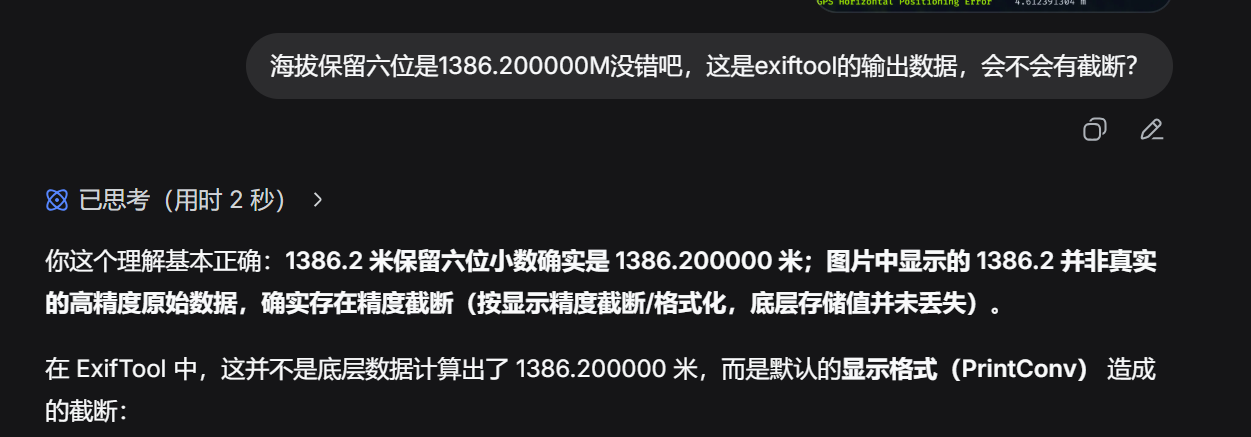 GPS Horizontal Positioning Error 4.612391304 m
海拔保留六位是1386.200000M没错吧，这是exiftool的输出数据，会不会有截断？
已思考（用时 2 秒）
你这个理解基本正确：1386.2 米保留六位小数确实是 1386.200000 米；图片中显示的 1386.2 并非真实
的高精度原始数据，确实存在精度截断（按显示精度截断/格式化，底层存储值并未丢失）。
在 ExifTool 中，这并不是底层数据计算出了 1386.200000 米，而是默认的显示格式（PrintConv） 造成
的截断：